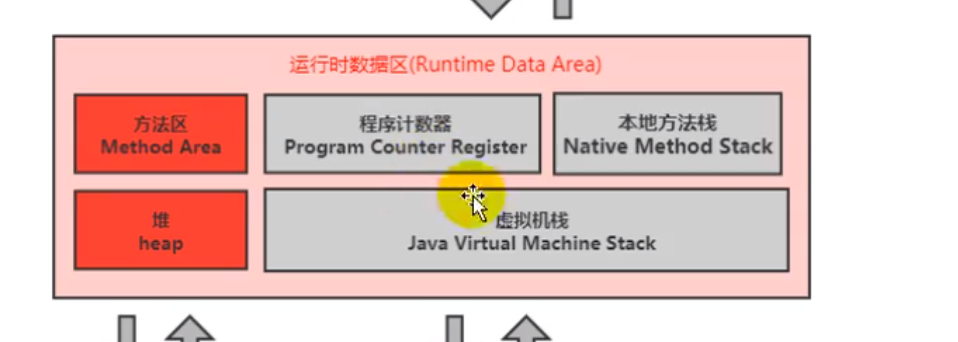 运行时数据区(Runtime Data Area)
方法区
Method Area
程序计数器
Program Counter Register
本地方法栈
Native Method Stack
堆
heap
虚拟机栈
Java Virtual Machine Stack